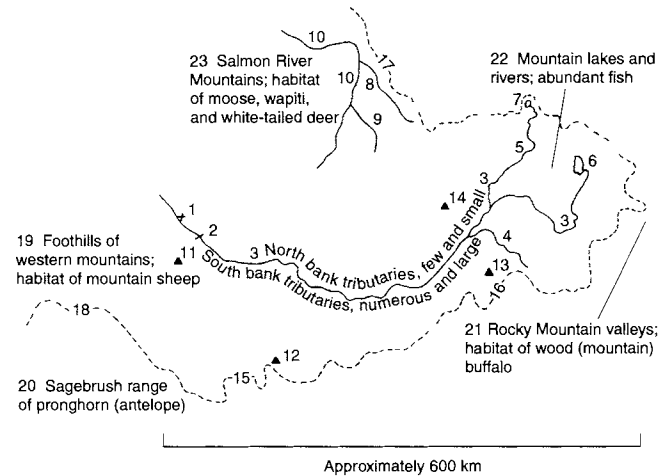 10
17
23 Salmon River
Mountains; habitat
of moose, wapiti,
and white-tailed deer
10
8
9
22 Mountain lakes and
rivers; abundant fish
7
5
6
3
14
3
1
2
19 Foothills of
western mountains;
habitat of mountain sheep
11
3
North bank tributaries, few and small
South bank tributaries, numerous and large
4
13
16
18
12
15
20 Sagebrush range
of pronghorn (antelope)
21 Rocky Mountain valleys;
habitat of wood (mountain)
buffalo
Approximately 600 km